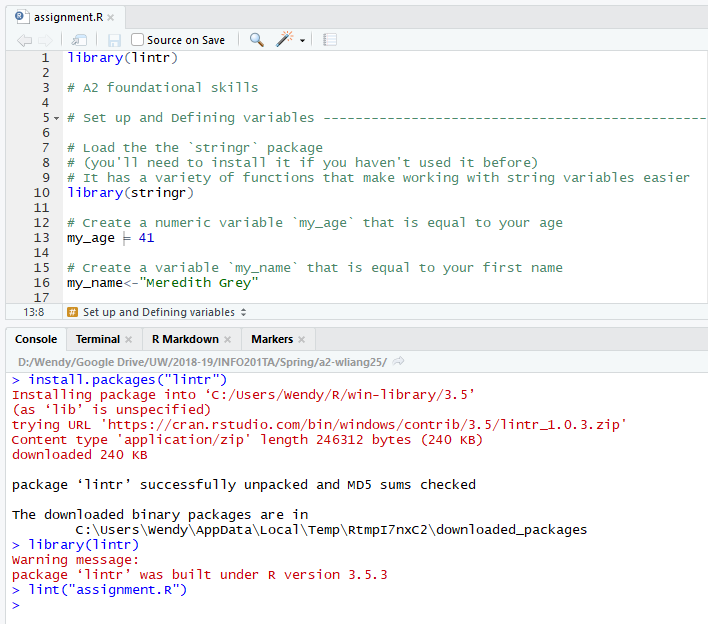 assignment.R
Source on Save
1 library(lintr)
2
3 # A2 foundational skills
4
5 # Set up and Defining variables ------------------------------------------------
6
7 # Load the the `stringr` package
8 # (you'll need to install it if you haven't used it before)
9 # It has a variety of functions that make working with string variables easier
10 library(stringr)
11
12 # Create a numeric variable `my_age` that is equal to your age
13 my_age = 41
14
15 # Create a variable `my_name` that is equal to your first name
16 my_name<-"Meredith Grey"
17
13:8 # Set up and Defining variables
Console Terminal R Markdown Markers
D:/Wendy/Google Drive/UW/2018-19/INFO201TA/Spring/a2-wliang25/
> install.packages("lintr")
Installing package into ‘C:/Users/Wendy/R/win-library/3.5’
(as ‘lib’ is unspecified)
trying URL 'https://cran.rstudio.com/bin/windows/contrib/3.5/lintr_1.0.3.zip'
Content type 'application/zip' length 246312 bytes (240 KB)
downloaded 240 KB
package ‘lintr’ successfully unpacked and MD5 sums checked
The downloaded binary packages are in
C:\Users\Wendy\AppData\Local\Temp\RtmpI7nxC2\downloaded_packages
> library(lintr)
Warning message:
package ‘lintr’ was built under R version 3.5.3
> lint("assignment.R")
>